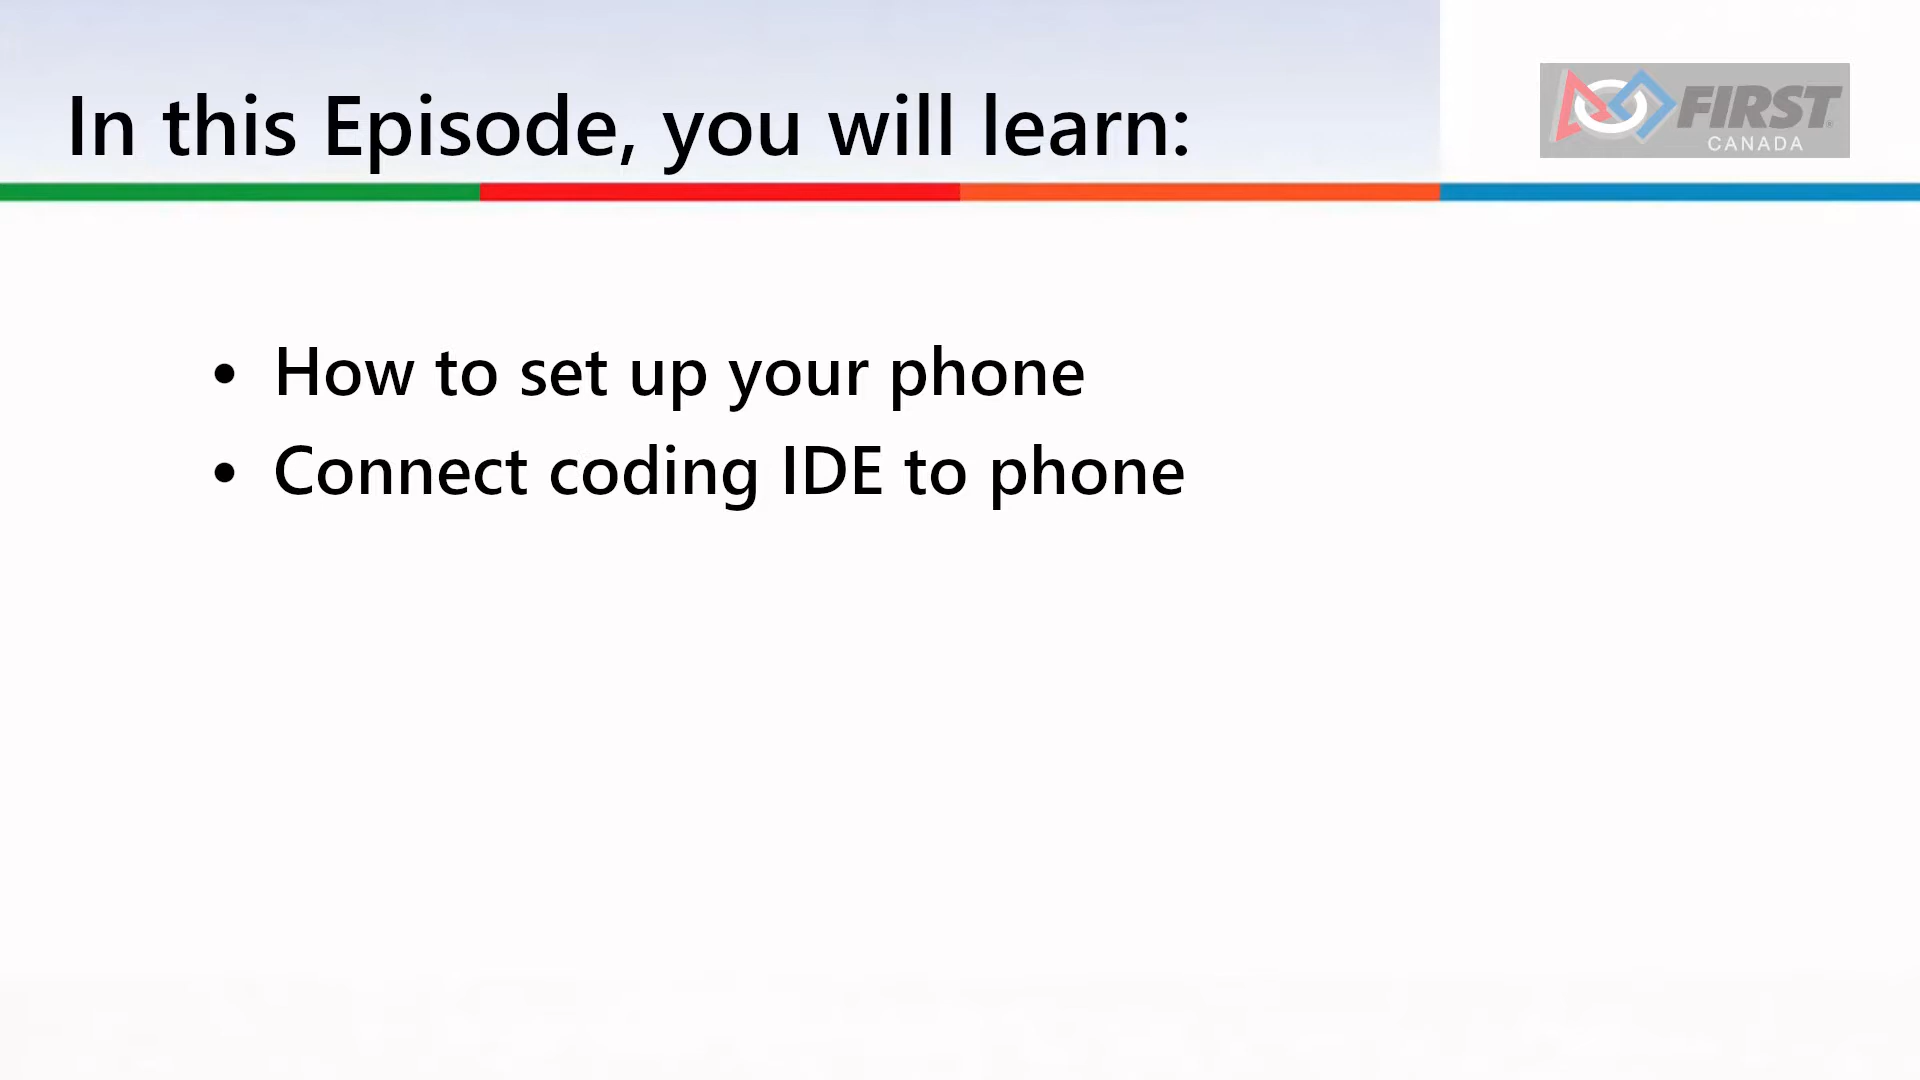 In this Episode, you will learn:
FIRST
CANADA
• How to set up your phone
• Connect coding IDE to phone